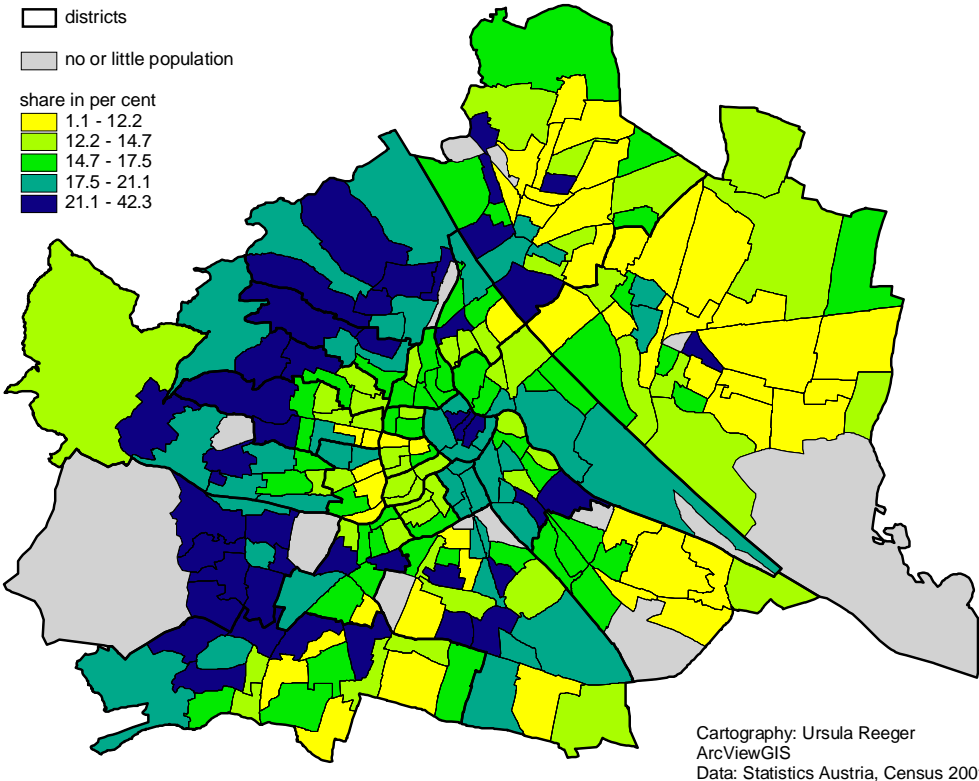 districts
no or little population
share in per cent
1.1 - 12.2
12.2 - 14.7
14.7 - 17.5
17.5 - 21.1
21.1 - 42.3
Cartography: Ursula Reeger
ArcViewGIS
Data: Statistics Austria, Census 200